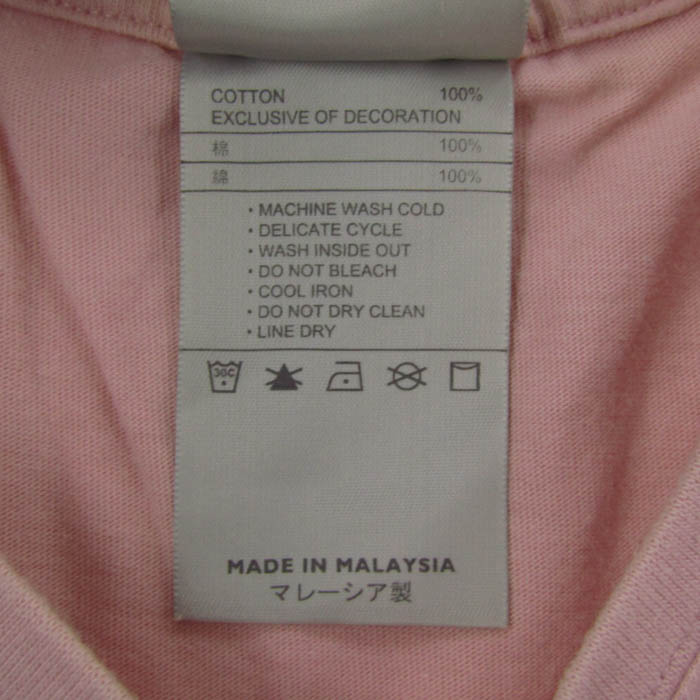 COTTON 100%
EXCLUSIVE OF DECORATION
棉 100%
綿 100%
· MACHINE WASH COLD
· DELICATE CYCLE
· WASH INSIDE OUT
· DO NOT BLEACH
· COOL IRON
· DO NOT DRY CLEAN
· LINE DRY
30C
MADE IN MALAYSIA
マレーシア製